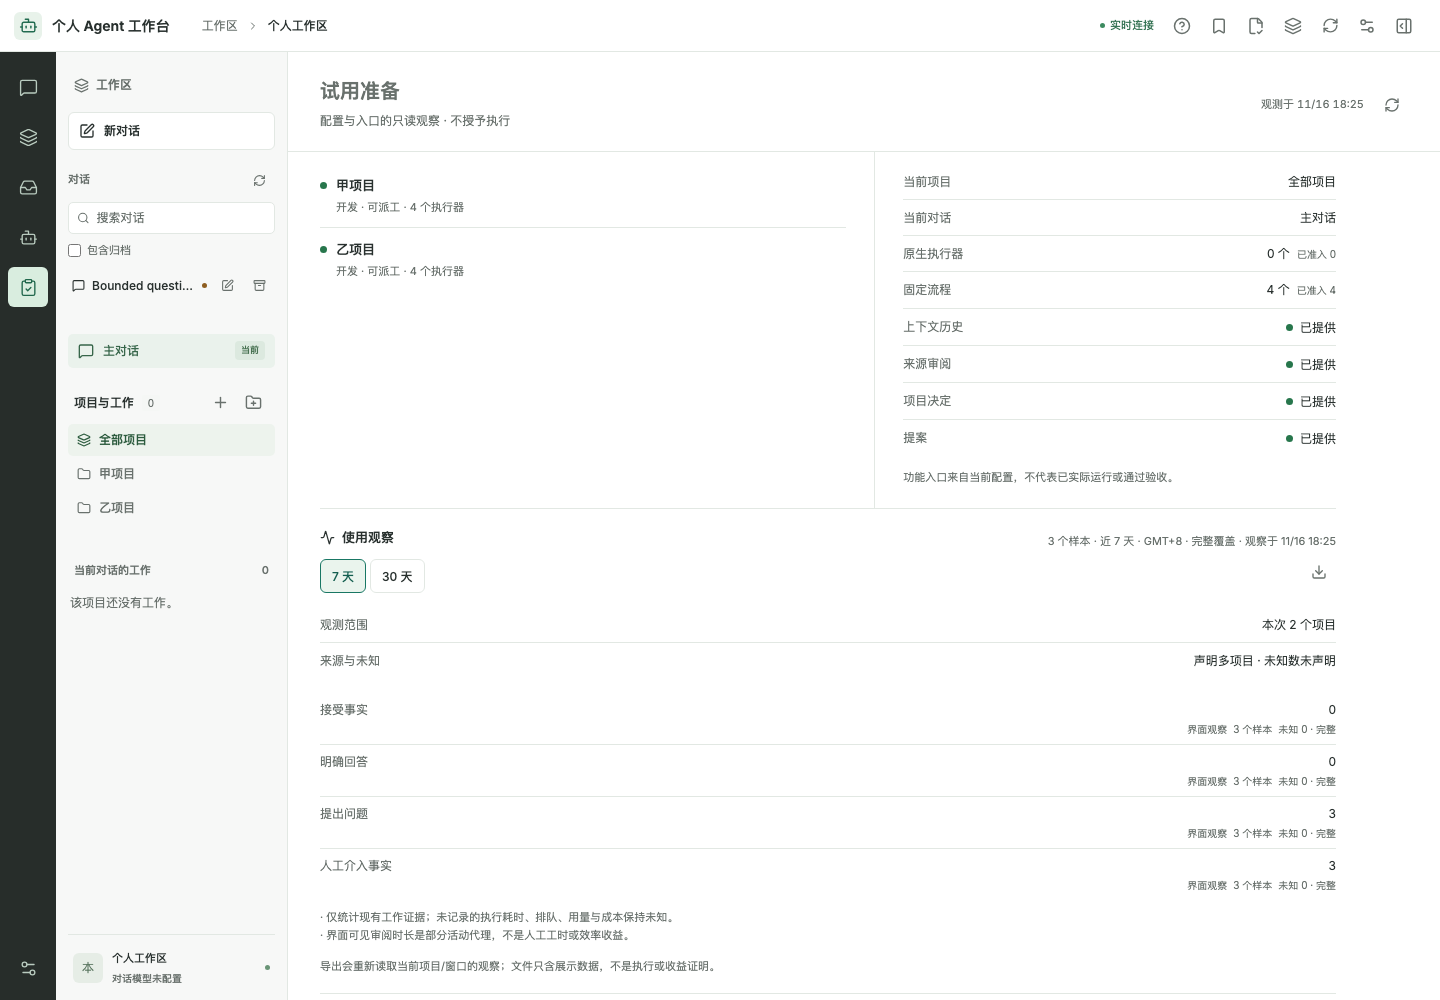 个人 Agent 工作台
工作区 > 个人工作区
实时连接
工作区
新对话
对话
搜索对话
包含归档
Bounded questi...
主对话
当前
项目与工作 0
全部项目
甲项目
乙项目
当前对话的工作 0
该项目还没有工作。
本
个人工作区
对话模型未配置
试用准备
配置与入口的只读观察 · 不授予执行
观测于 11/16 18:25
甲项目
开发 · 可派工 · 4 个执行器
乙项目
开发 · 可派工 · 4 个执行器
当前项目 全部项目
当前对话 主对话
原生执行器 0 个 已准入 0
固定流程 4 个 已准入 4
上下文历史 已提供
来源审阅 已提供
项目决定 已提供
提案 已提供
功能入口来自当前配置，不代表已实际运行或通过验收。
使用观察
3 个样本 · 近 7 天 · GMT+8 · 完整覆盖 · 观察于 11/16 18:25
7 天 30 天
观测范围 本次 2 个项目
来源与未知 声明多项目 · 未知数未声明
接受事实 0
界面观察 3 个样本 未知 0 · 完整
明确回答 0
界面观察 3 个样本 未知 0 · 完整
提出问题 3
界面观察 3 个样本 未知 0 · 完整
人工介入事实 3
界面观察 3 个样本 未知 0 · 完整
· 仅统计现有工作证据；未记录的执行耗时、排队、用量与成本保持未知。
· 界面可见审阅时长是部分活动代理，不是人工工时或效率收益。
导出会重新读取当前项目/窗口的观察；文件只含展示数据，不是执行或收益证明。